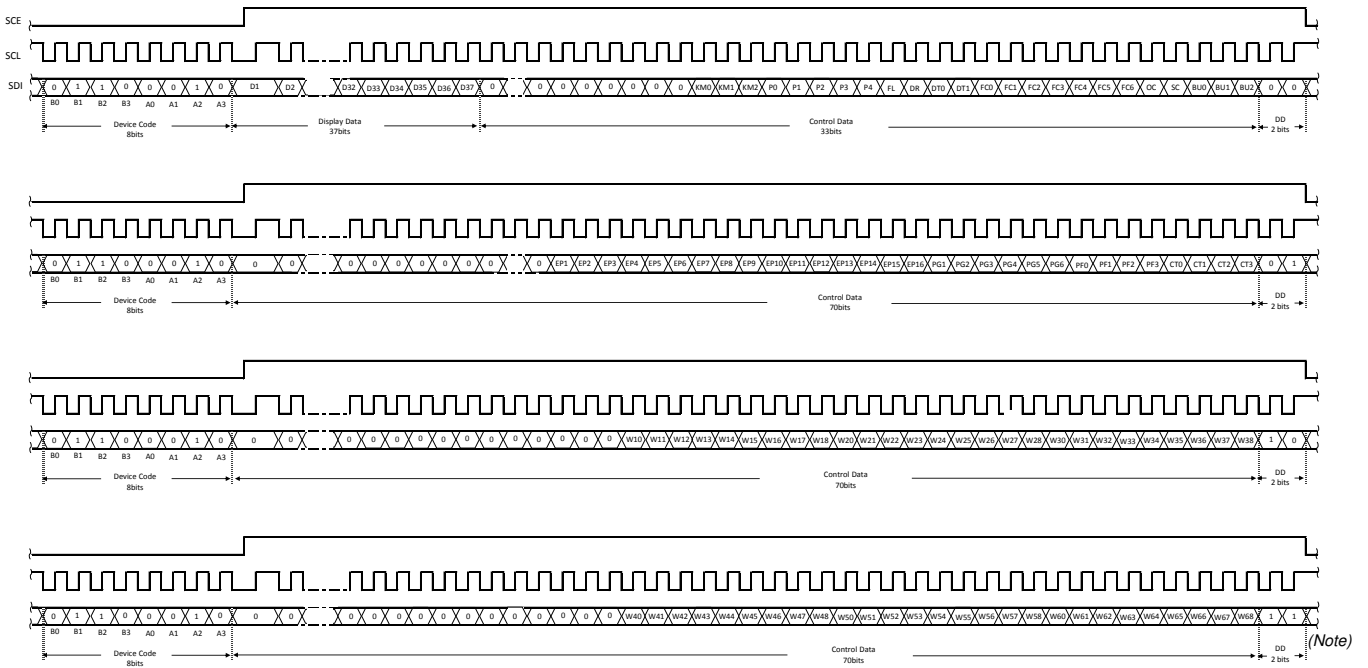 SCE
SCL
SDI 0 1 1 0 0 0 1 0 D1 D2 D32 D33 D34 D35 D36 D37 0 0 0 0 0 0 0 0 KM0 KM1 KM2 P0 P1 P2 P3 P4 FL DR DT0 DT1 FC0 FC1 FC2 FC3 FC4 FC5 FC6 OC SC BU0 BU1 BU2 0 0
B0 B1 B2 B3 A0 A1 A2 A3
Device Code Display Data Control Data DD
8bits 37bits 33bits 2 bits
0 1 1 0 0 0 1 0 0 0 0 0 0 0 0 0 0 0 EP1 EP2 EP3 EP4 EP5 EP6 EP7 EP8 EP9 EP10 EP11 EP12 EP13 EP14 EP15 EP16 PG1 PG2 PG3 PG4 PG5 PG6 PF0 PF1 PF2 PF3 CT0 CT1 CT2 CT3 0 1
B0 B1 B2 B3 A0 A1 A2 A3
Device Code Control Data DD
8bits 70bits 2 bits
0 1 1 0 0 0 1 0 0 0 0 0 0 0 0 0 0 0 0 0 0 0 W10 W11 W12 W13 W14 W15 W16 W17 W18 W20 W21 W22 W23 W24 W25 W26 W27 W28 W30 W31 W32 W33 W34 W35 W36 W37 W38 1 0
B0 B1 B2 B3 A0 A1 A2 A3
Device Code Control Data DD
8bits 70bits 2 bits
0 1 1 0 0 0 1 0 0 0 0 0 0 0 0 0 0 0 0 0 0 W40 W41 W42 W43 W44 W45 W46 W47 W48 W50 W51 W52 W53 W54 W55 W56 W57 W58 W60 W61 W62 W63 W64 W65 W66 W67 W68 1 1
B0 B1 B2 B3 A0 A1 A2 A3 (Note)
Device Code Control Data DD
8bits 70bits 2 bits